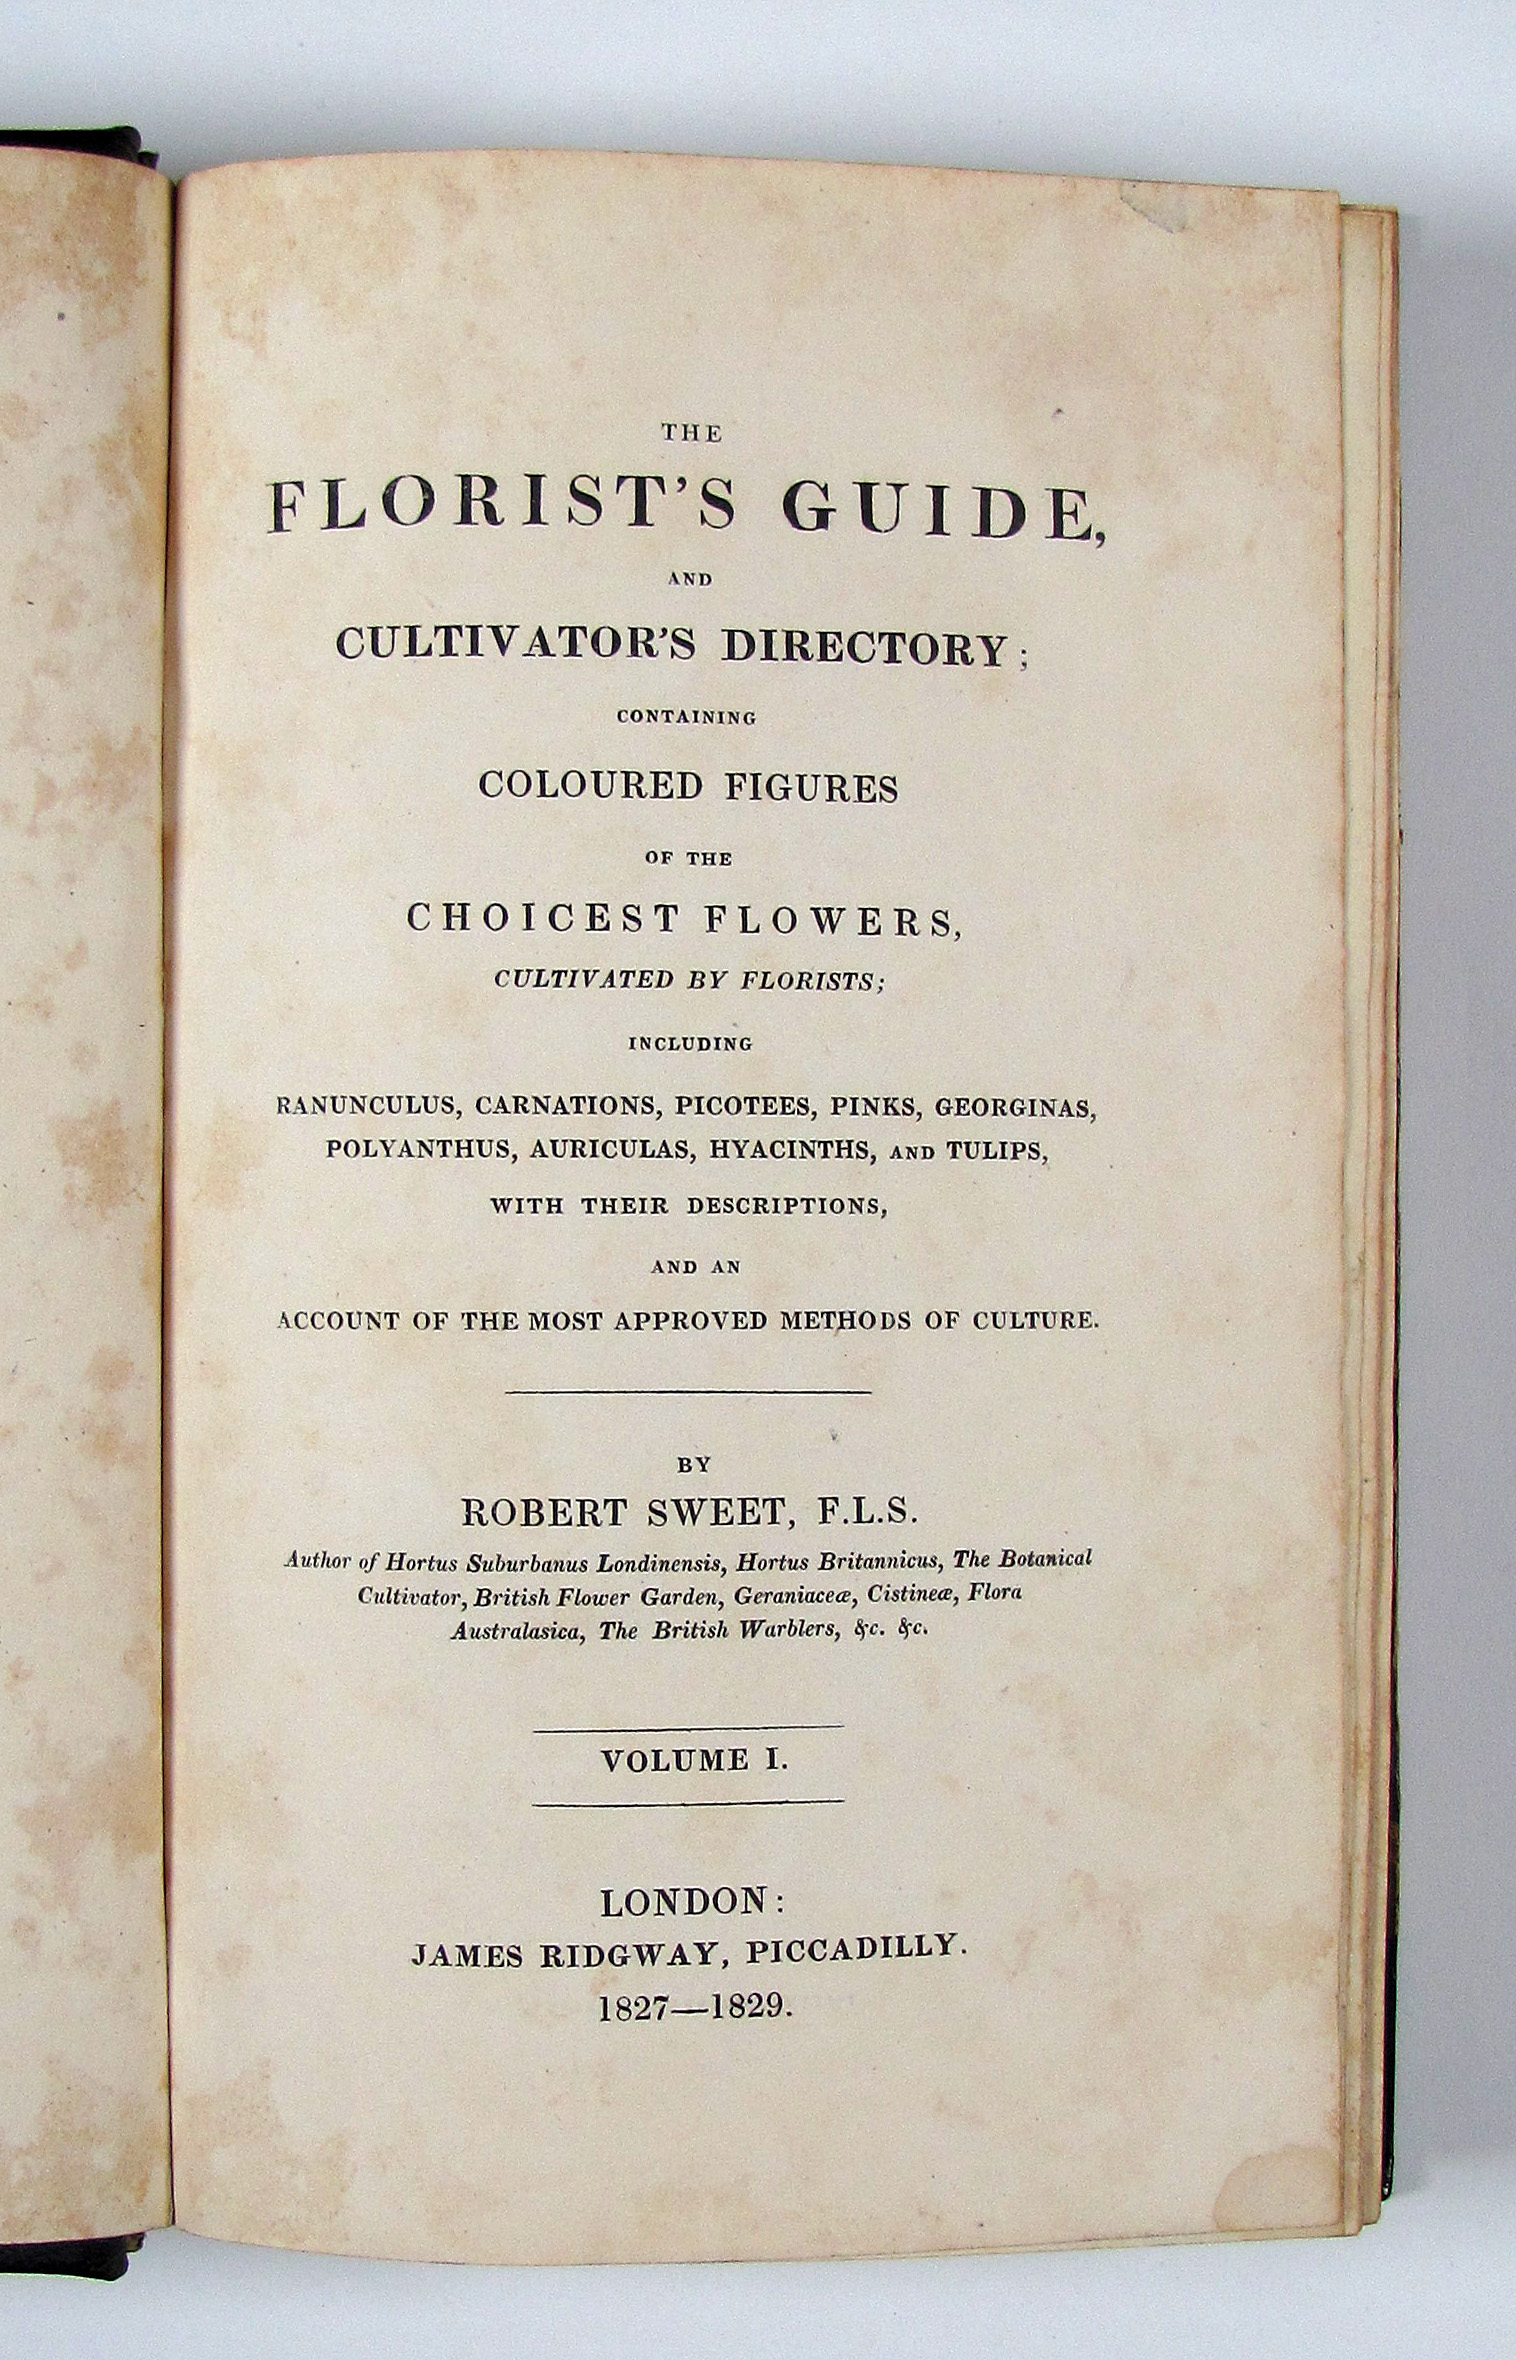 THE
FLORIST'S GUIDE,
AND
CULTIVATOR'S DIRECTORY;
CONTAINING
COLOURED FIGURES
OF THE
CHOICEST FLOWERS,
CULTIVATED BY FLORISTS;
INCLUDING
RANUNCULUS, CARNATIONS, PICOTEES, PINKS, GEORGINAS,
POLYANTHUS, AURICULAS, HYACINTHS, AND TULIPS,
WITH THEIR DESCRIPTIONS,
AND AN
ACCOUNT OF THE MOST APPROVED METHODS OF CULTURE.
BY
ROBERT SWEET, F.L.S.
Author of Hortus Suburbanus Londinensis, Hortus Britannicus, The Botanical
Cultivator, British Flower Garden, Geraniaceæ, Cistineæ, Flora
Australasica, The British Warblers, &c. &c.
VOLUME I.
LONDON:
JAMES RIDGWAY, PICCADILLY.
1827—1829.